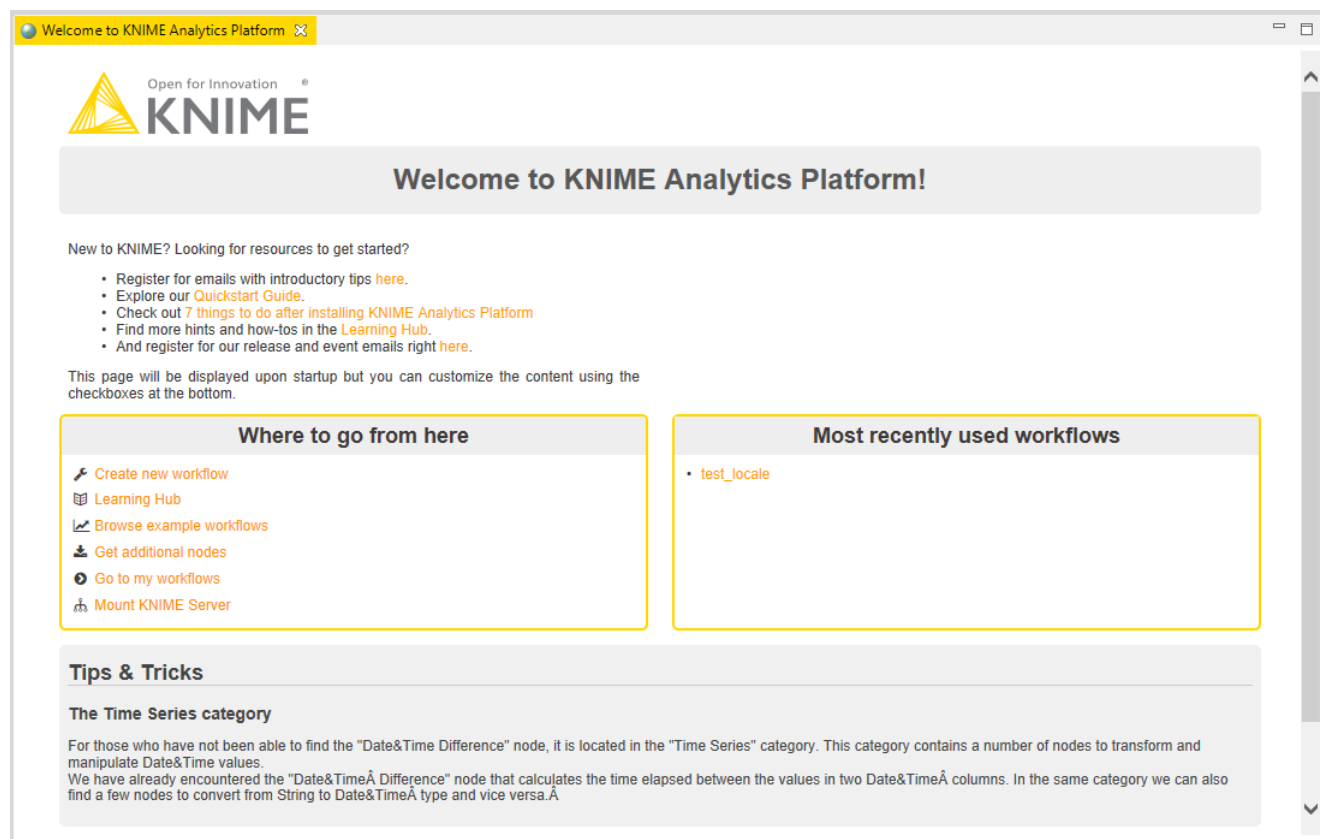 Welcome to KNIME Analytics Platform
Open for Innovation ®
KNIME
Welcome to KNIME Analytics Platform!
New to KNIME? Looking for resources to get started?
• Register for emails with introductory tips here.
• Explore our Quickstart Guide.
• Check out 7 things to do after installing KNIME Analytics Platform
• Find more hints and how-tos in the Learning Hub.
• And register for our release and event emails right here.
This page will be displayed upon startup but you can customize the content using the
checkboxes at the bottom.
Where to go from here
Create new workflow
Learning Hub
Browse example workflows
Get additional nodes
Go to my workflows
Mount KNIME Server
Most recently used workflows
• test_locale
Tips & Tricks
The Time Series category
For those who have not been able to find the "Date&Time Difference" node, it is located in the "Time Series" category. This category contains a number of nodes to transform and
manipulate Date&Time values.
We have already encountered the "Date&TimeÂ Difference" node that calculates the time elapsed between the values in two Date&TimeÂ columns. In the same category we can also
find a few nodes to convert from String to Date&TimeÂ type and vice versa.Â